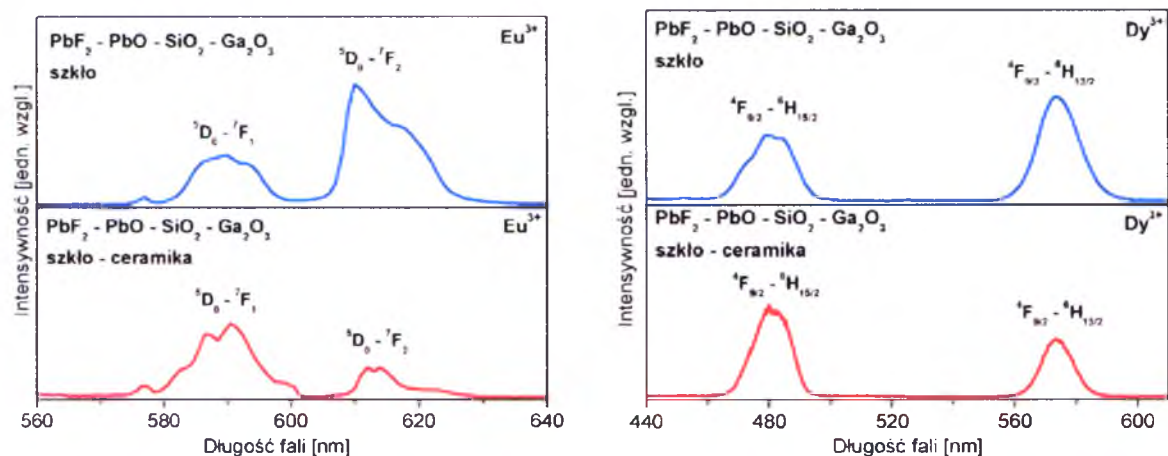 PbF₂ - PbO - SiO₂ - Ga₂O₃
szkło
Eu³⁺
⁵D₀ - ⁷F₁
⁵D₀ - ⁷F₂
PbF₂ - PbO - SiO₂ - Ga₂O₃
szkło - ceramika
Eu³⁺
⁵D₀ - ⁷F₁
⁵D₀ - ⁷F₂
Intensywność [jedn. wzgl.]
560 580 600 620 640
Długość fali [nm]
PbF₂ - PbO - SiO₂ - Ga₂O₃
szkło
Dy³⁺
⁴F₉/₂ - ⁶H₁₅/₂
⁴F₉/₂ - ⁶H₁₃/₂
PbF₂ - PbO - SiO₂ - Ga₂O₃
szkło - ceramika
Dy³⁺
⁴F₉/₂ - ⁶H₁₅/₂
⁴F₉/₂ - ⁶H₁₃/₂
Intensywność [jedn. wzgl.]
440 480 520 560 600
Długość fali [nm]